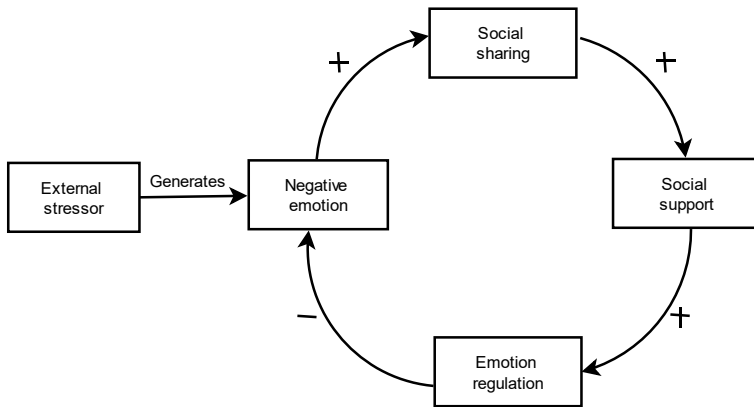 Social
sharing
+
+
External
stressor
Generates
Negative
emotion
Social
support
−
+
Emotion
regulation